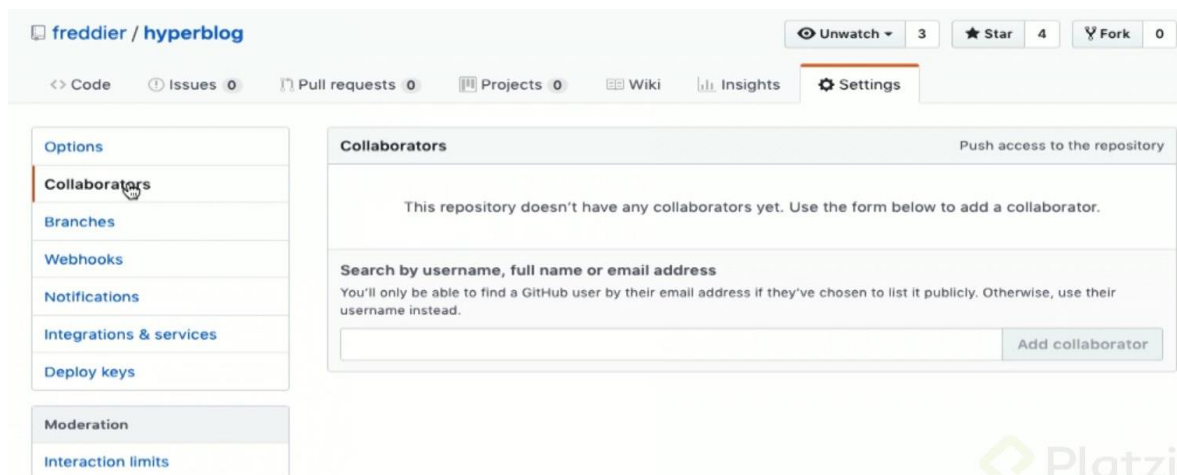 freddier / hyperblog
Unwatch 3 Star 4 Fork 0
Code Issues 0 Pull requests 0 Projects 0 Wiki Insights Settings
Options
Collaborators
Branches
Webhooks
Notifications
Integrations & services
Deploy keys
Moderation
Interaction limits
Collaborators Push access to the repository
This repository doesn't have any collaborators yet. Use the form below to add a collaborator.
Search by username, full name or email address
You'll only be able to find a GitHub user by their email address if they've chosen to list it publicly. Otherwise, use their
username instead.
Add collaborator
Platzi